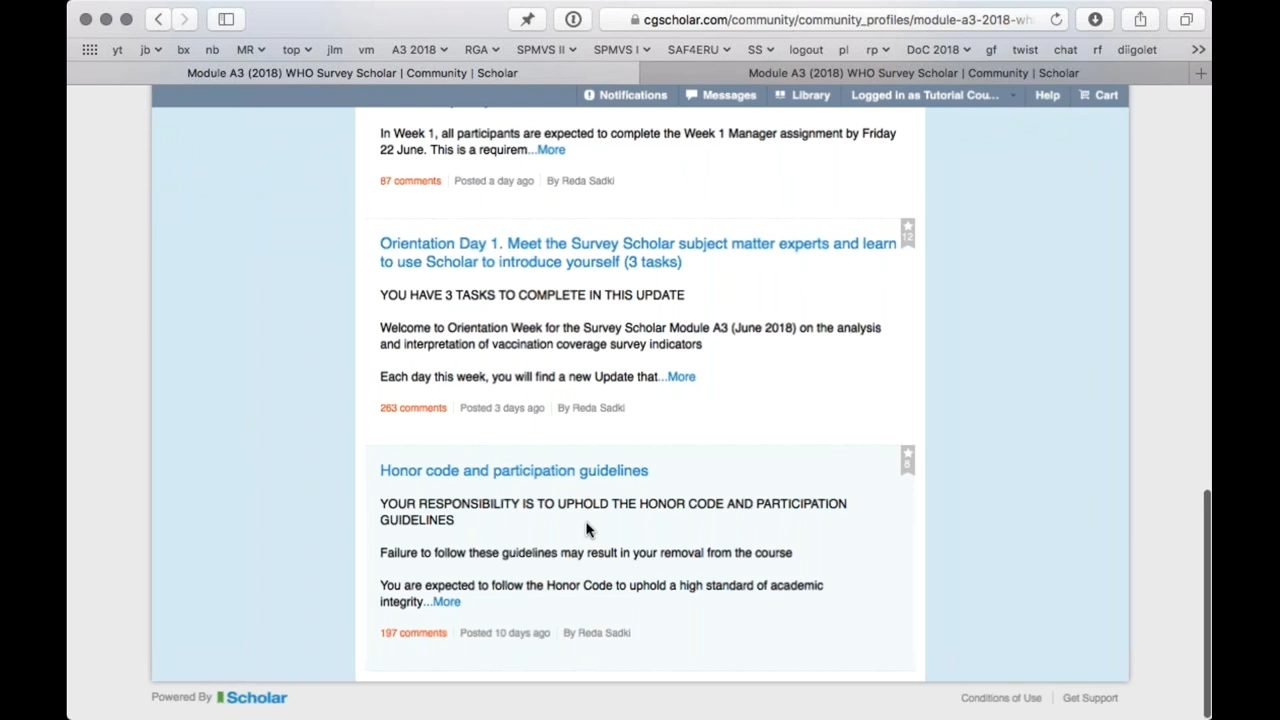 cgscholar.com/community/community_profiles/module-a3-2018-wh
yt jb bx nb MR top jlm vm A3 2018 RGA SPMVS II SPMVS I SAF4ERU SS logout pl rp DoC 2018 gf twist chat rf diigolet >>
Module A3 (2018) WHO Survey Scholar | Community | Scholar Module A3 (2018) WHO Survey Scholar | Community | Scholar
Notifications Messages Library Logged in as Tutorial Cou... Help Cart
In Week 1, all participants are expected to complete the Week 1 Manager assignment by Friday
22 June. This is a requirem...More
87 comments Posted a day ago By Reda Sadki
12
Orientation Day 1. Meet the Survey Scholar subject matter experts and learn
to use Scholar to introduce yourself (3 tasks)
YOU HAVE 3 TASKS TO COMPLETE IN THIS UPDATE
Welcome to Orientation Week for the Survey Scholar Module A3 (June 2018) on the analysis
and interpretation of vaccination coverage survey indicators
Each day this week, you will find a new Update that...More
263 comments Posted 3 days ago By Reda Sadki
8
Honor code and participation guidelines
YOUR RESPONSIBILITY IS TO UPHOLD THE HONOR CODE AND PARTICIPATION
GUIDELINES
Failure to follow these guidelines may result in your removal from the course
You are expected to follow the Honor Code to uphold a high standard of academic
integrity...More
197 comments Posted 10 days ago By Reda Sadki
Powered By Scholar Conditions of Use Get Support